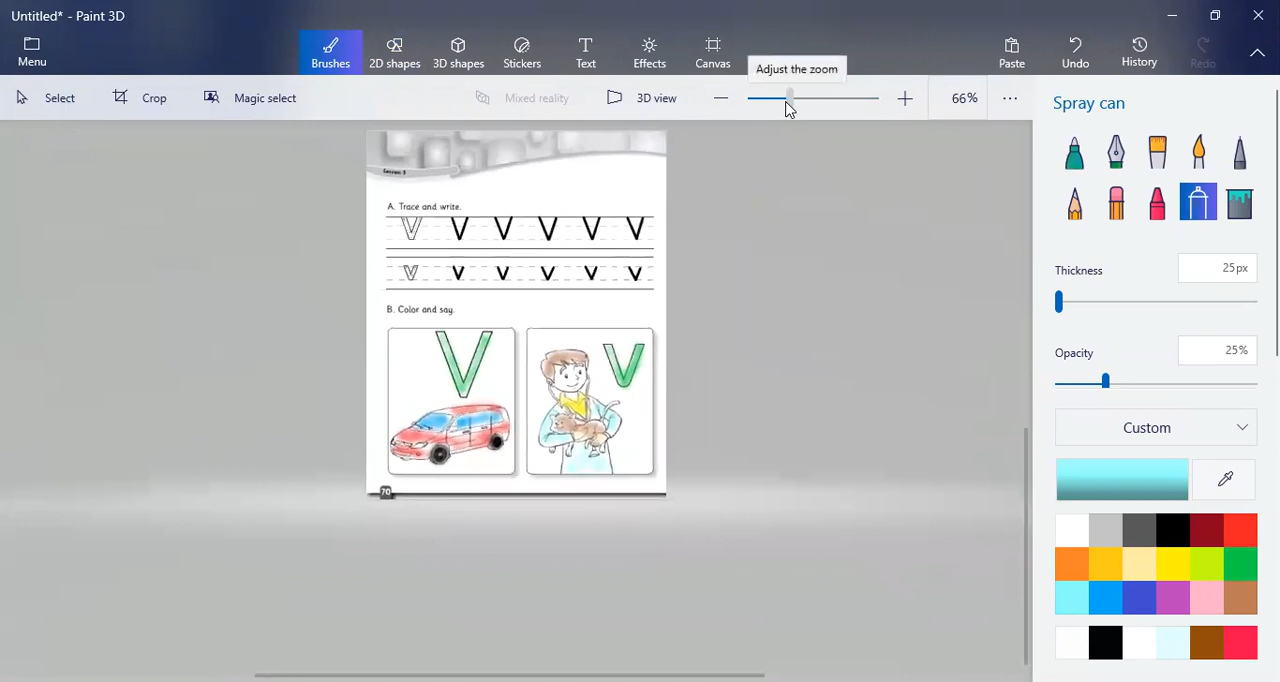 Untitled* - Paint 3D
Menu
Brushes
2D shapes
3D shapes
Stickers
Text
Effects
Canvas
Adjust the zoom
Paste
Undo
History
Redo
Select
Crop
Magic select
Mixed reality
3D view
66%
Spray can
Thickness
25px
Opacity
25%
Custom
Lesson 3
A. Trace and write.
V V V V V V
v v v v v v
B. Color and say.
V
v
70